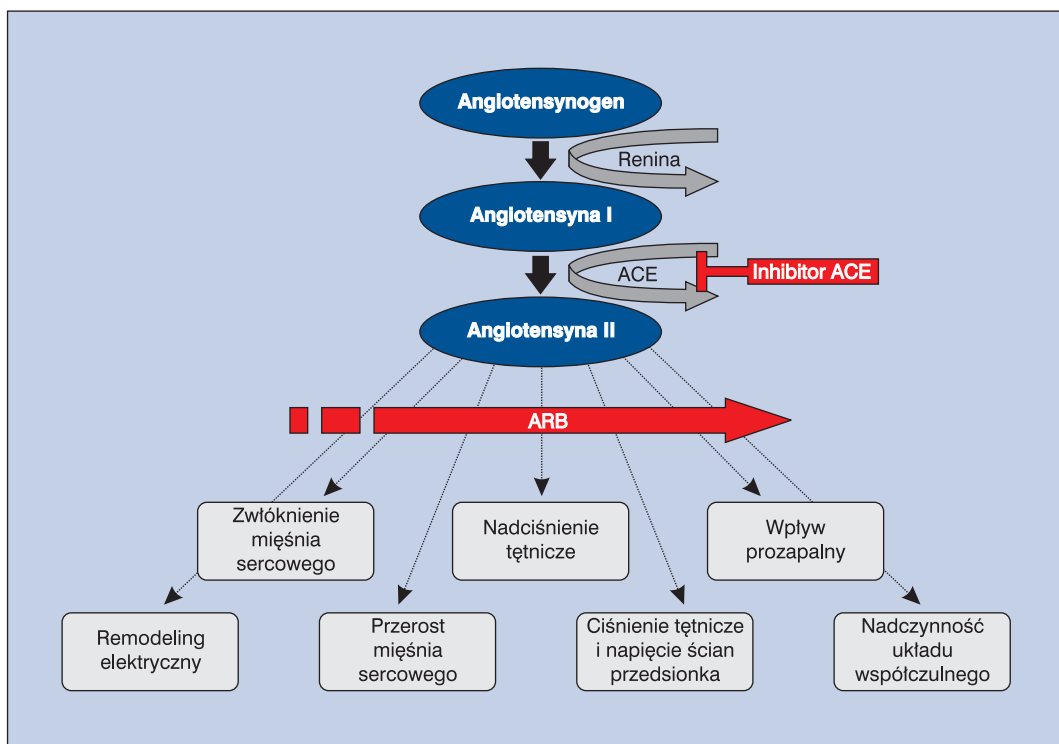 Angiotensynogen
Renina
Angiotensyna I
ACE
Inhibitor ACE
Angiotensyna II
ARB
Zwłóknienie
mięśnia
sercowego
Nadciśnienie
tętnicze
Wpływ
prozapalny
Remodeling
elektryczny
Przerost
mięśnia
sercowego
Ciśnienie tętnicze
i napięcie ścian
przedsionka
Nadczynność
układu
współczulnego